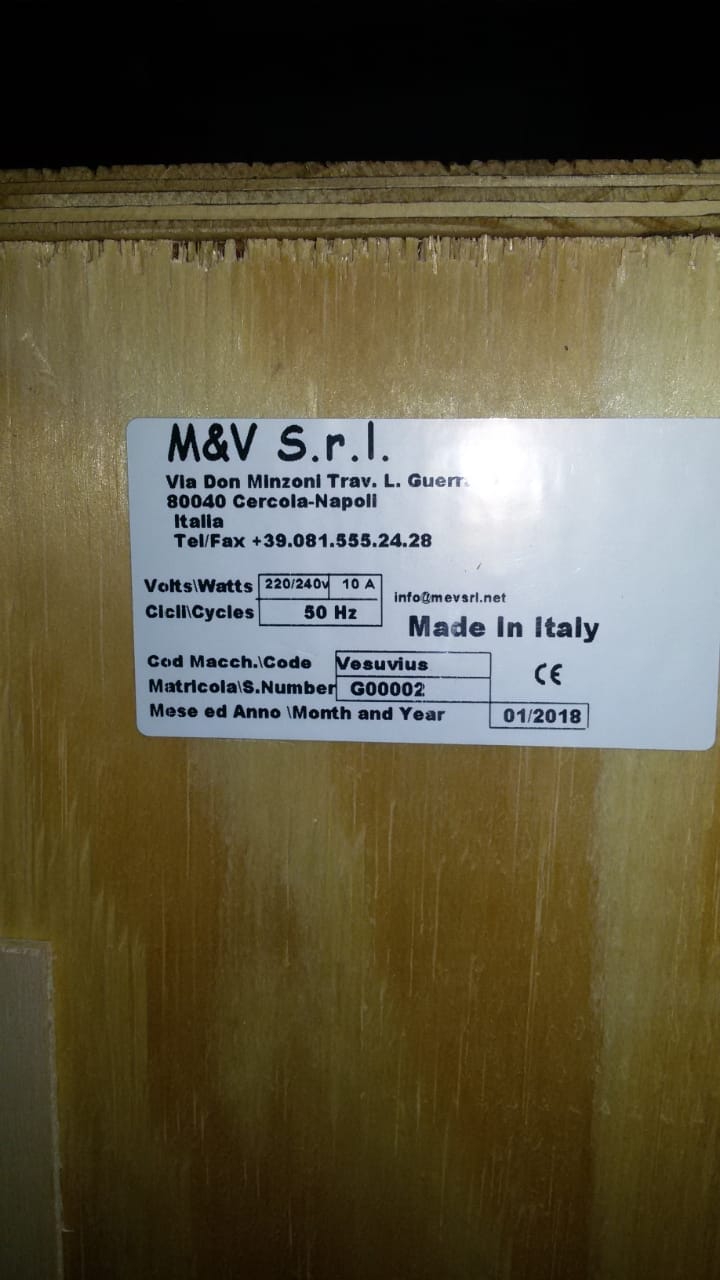 M&V S.r.l.
Via Don Minzoni Trav. L.
80040 Cercola-Napoli
Italia
Tel/Fax +39.081.555.24.28
Volts\Watts 220/240v 10 A
Cicli\Cycles 50 Hz
info@mevsrl.net
Made In Italy
Cod Macch.\Code Vesuvius
CE
Matricola\S.Number G00002
Mese ed Anno \Month and Year 01/2018